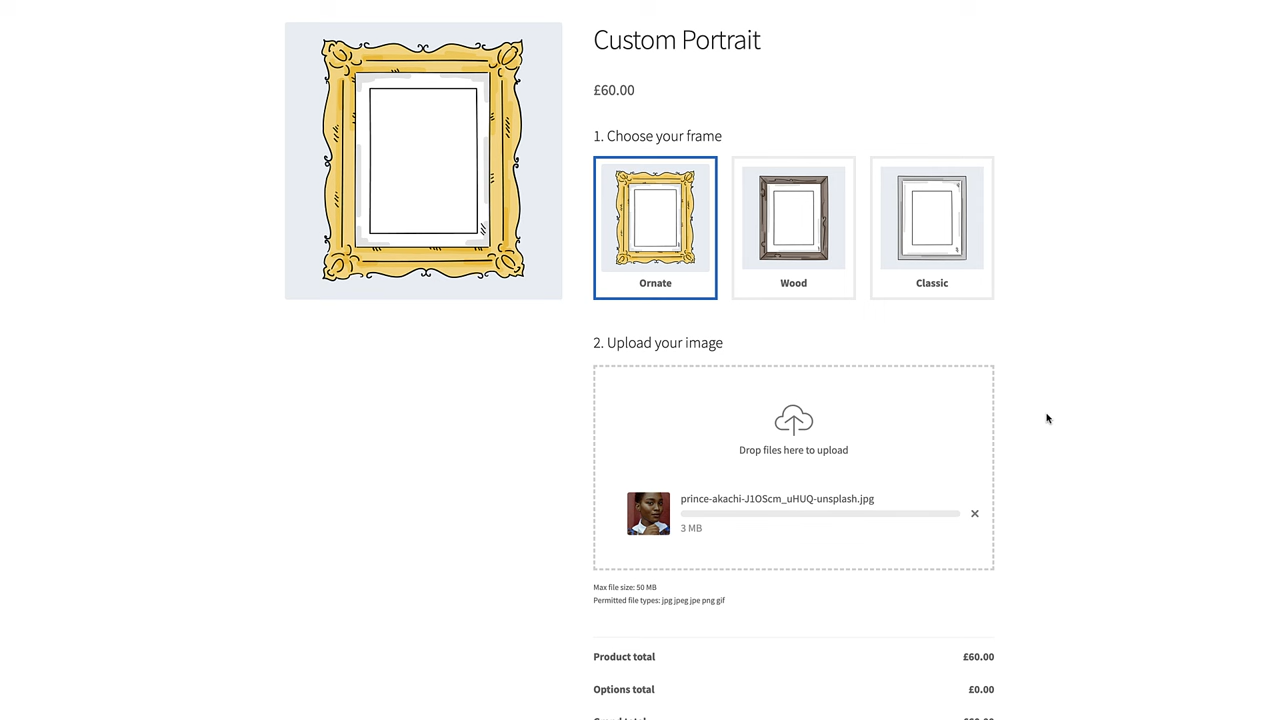 Custom Portrait
£60.00
1. Choose your frame
Ornate
Wood
Classic
2. Upload your image
Drop files here to upload
prince-akachi-J1OScm_uHUQ-unsplash.jpg
3 MB
Max file size: 50 MB
Permitted file types: jpg jpeg jpe png gif
Product total £60.00
Options total £0.00